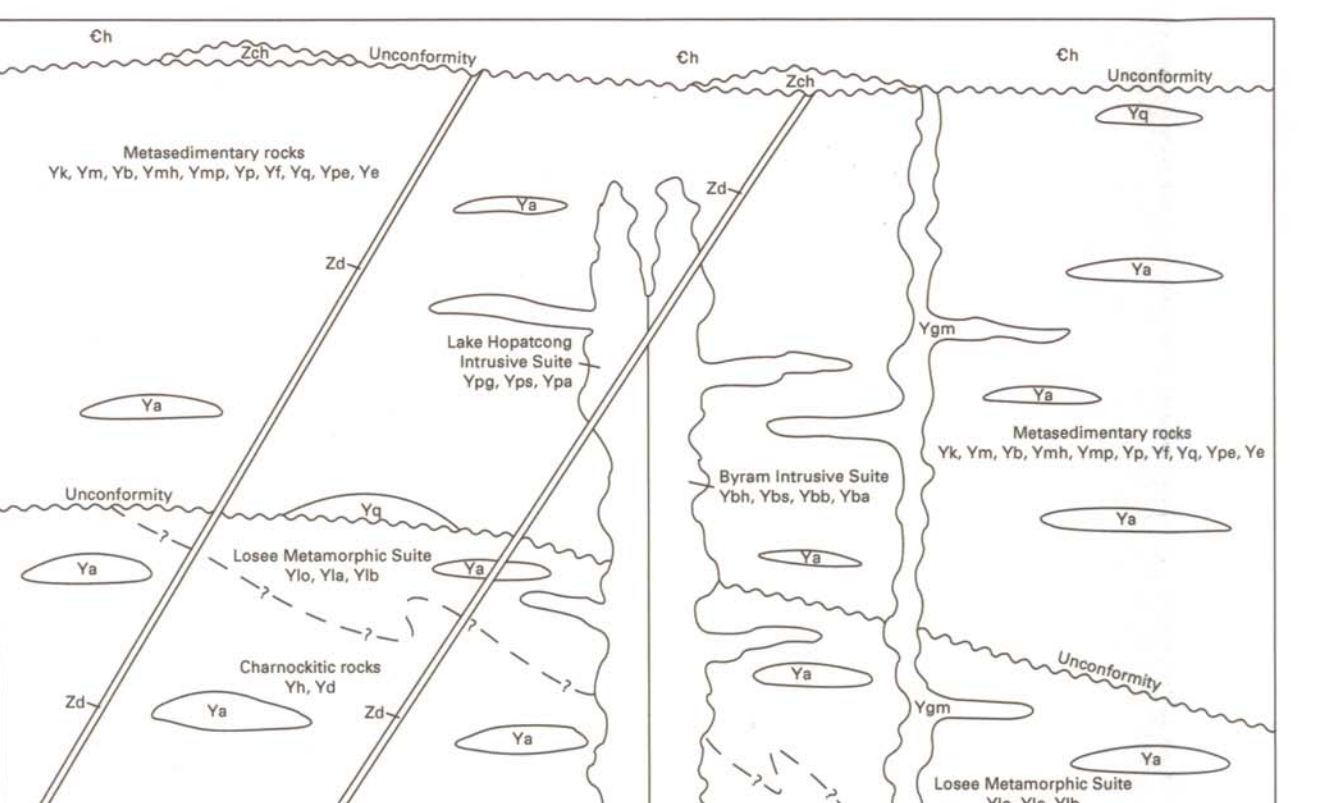 Єh
Zch
Unconformity
Єh
Zch
Єh
Unconformity
Yq
Metasedimentary rocks
Yk, Ym, Yb, Ymh, Ymp, Yp, Yf, Yq, Ype, Ye
Zd
Ya
Zd
Ya
Ygm
Lake Hopatcong
Intrusive Suite
Ypg, Yps, Ypa
Ya
Ya
Metasedimentary rocks
Yk, Ym, Yb, Ymh, Ymp, Yp, Yf, Yq, Ype, Ye
Byram Intrusive Suite
Ybh, Ybs, Ybb, Yba
Unconformity
Yq
Ya
?
Losee Metamorphic Suite
Ylo, Yla, Ylb
Ya
Ya
Ya
?
?
?
Unconformity
Charnockitic rocks
Yh, Yd
?
Ya
Zd
Ya
Zd
Ygm
Ya
Ya
?
?
Losee Metamorphic Suite
Ylo, Yla, Ylb